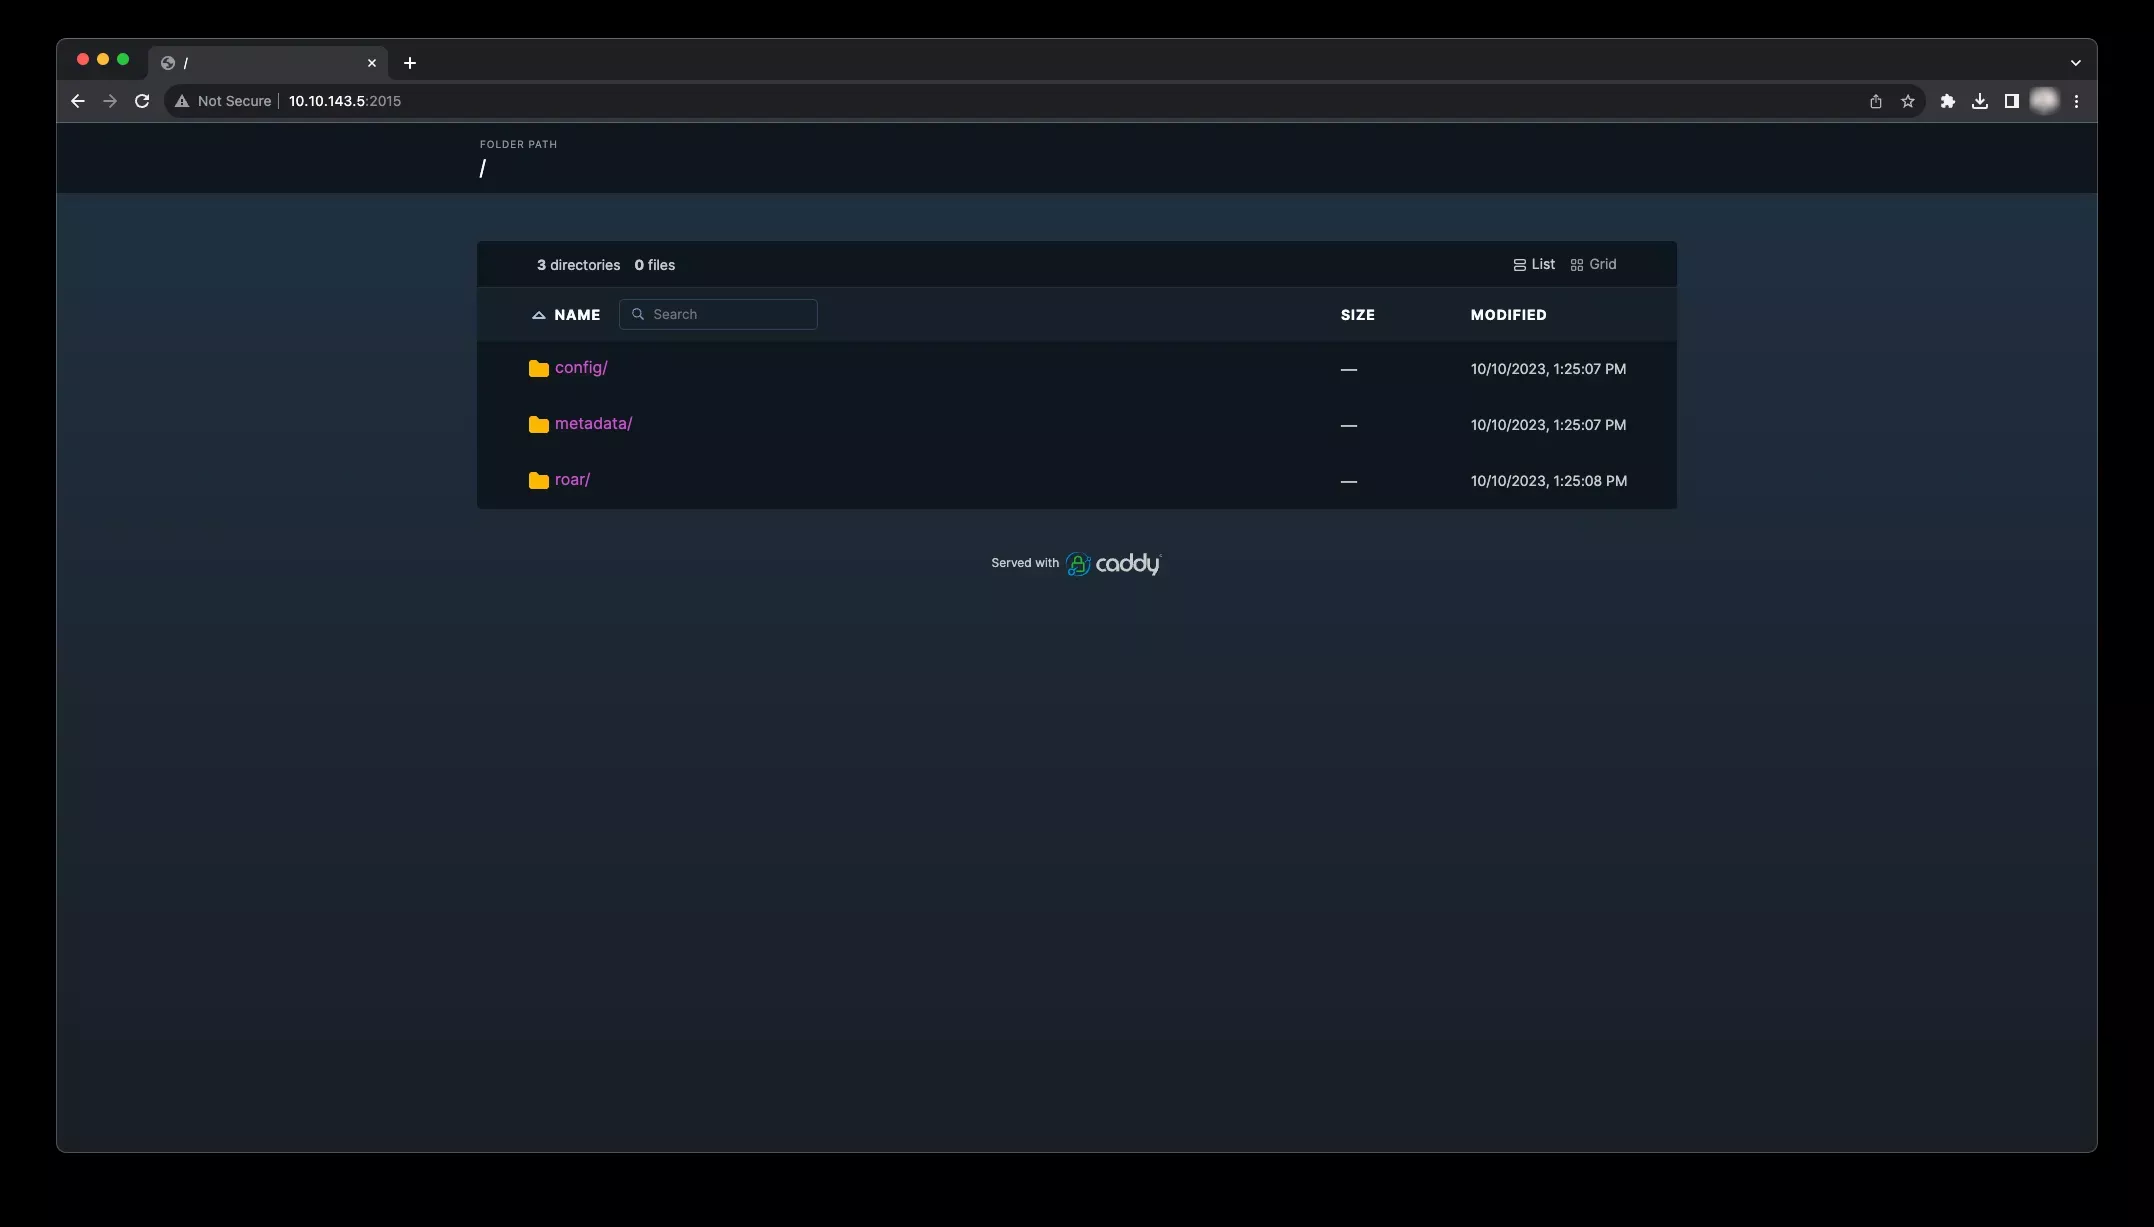 /
Not Secure | 10.10.143.5:2015
FOLDER PATH
/
3 directories 0 files List Grid
NAME Search SIZE MODIFIED
config/ — 10/10/2023, 1:25:07 PM
metadata/ — 10/10/2023, 1:25:07 PM
roar/ — 10/10/2023, 1:25:08 PM
Served with caddy